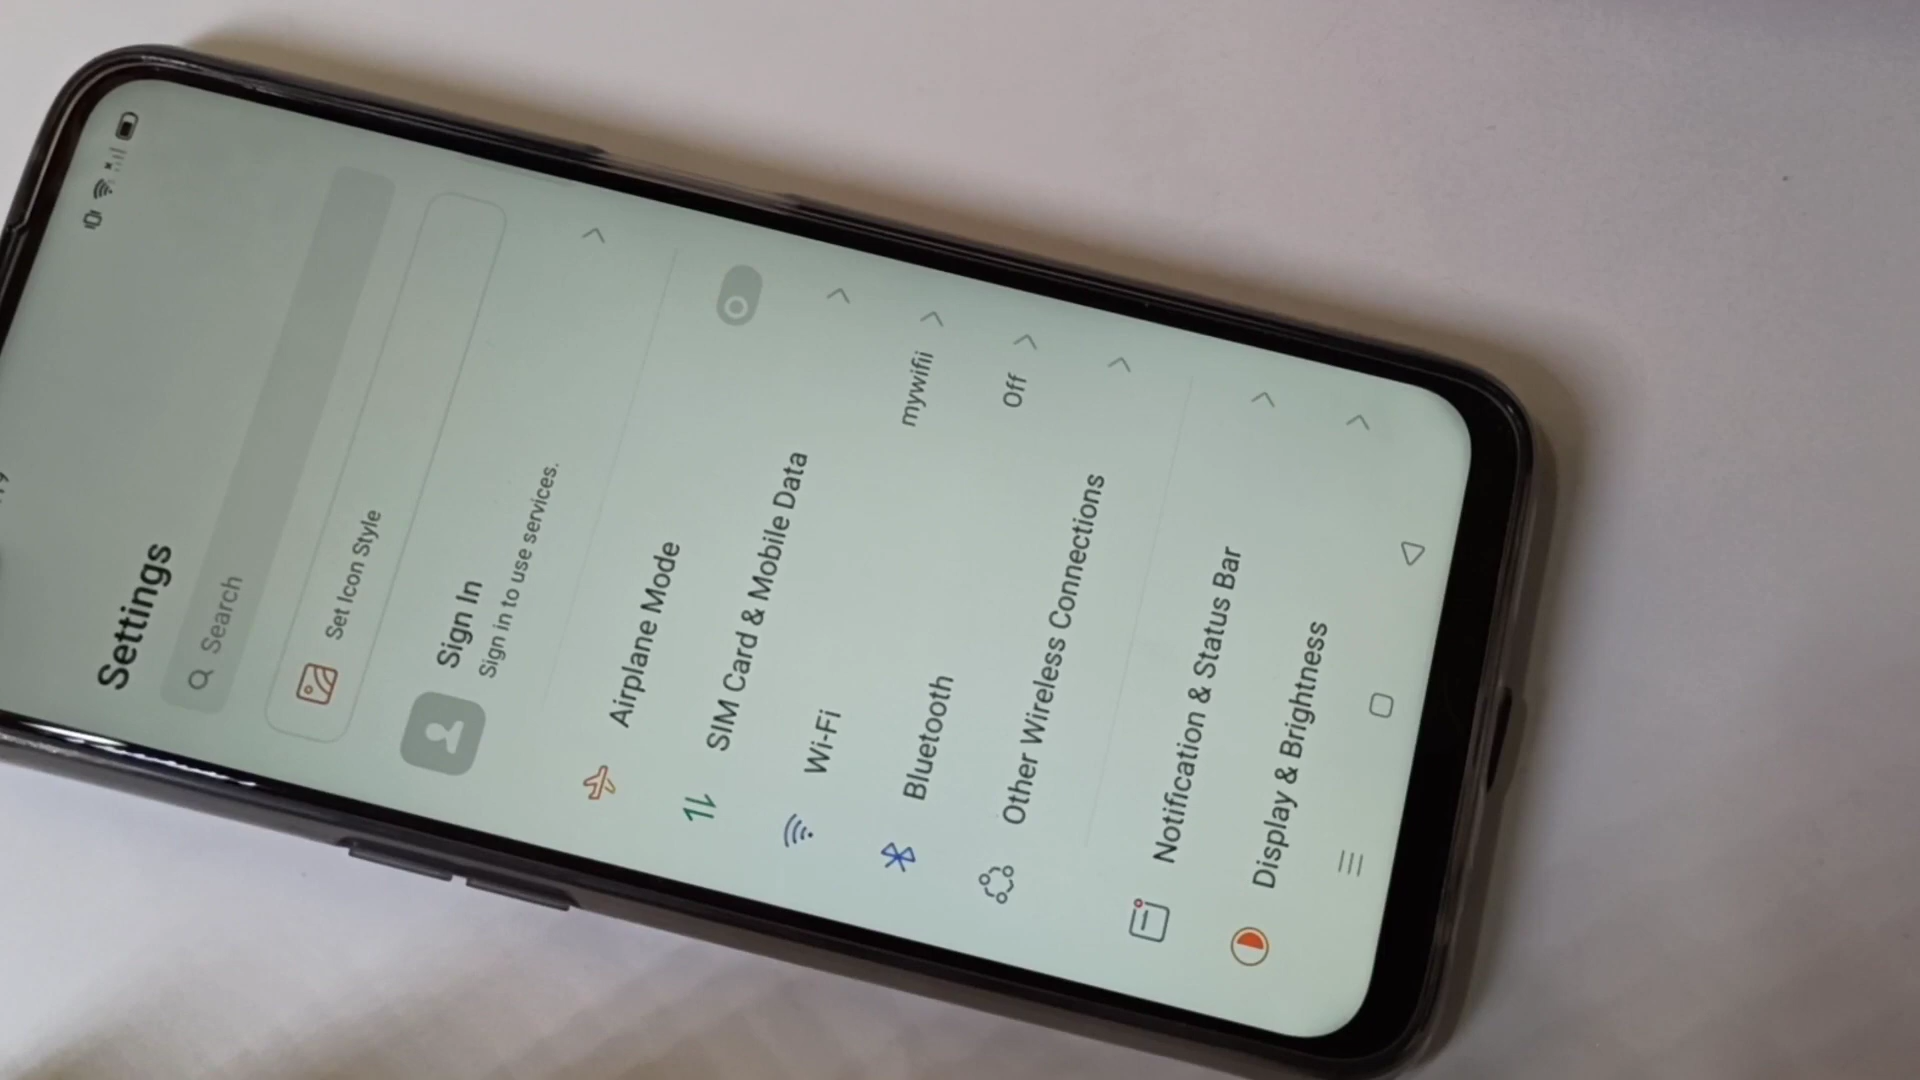 Settings
Search
Set Icon Style
Sign In
Sign in to use services.
Airplane Mode
SIM Card & Mobile Data
Wi-Fi
mywifii
Bluetooth
Off
Other Wireless Connections
Notification & Status Bar
Display & Brightness